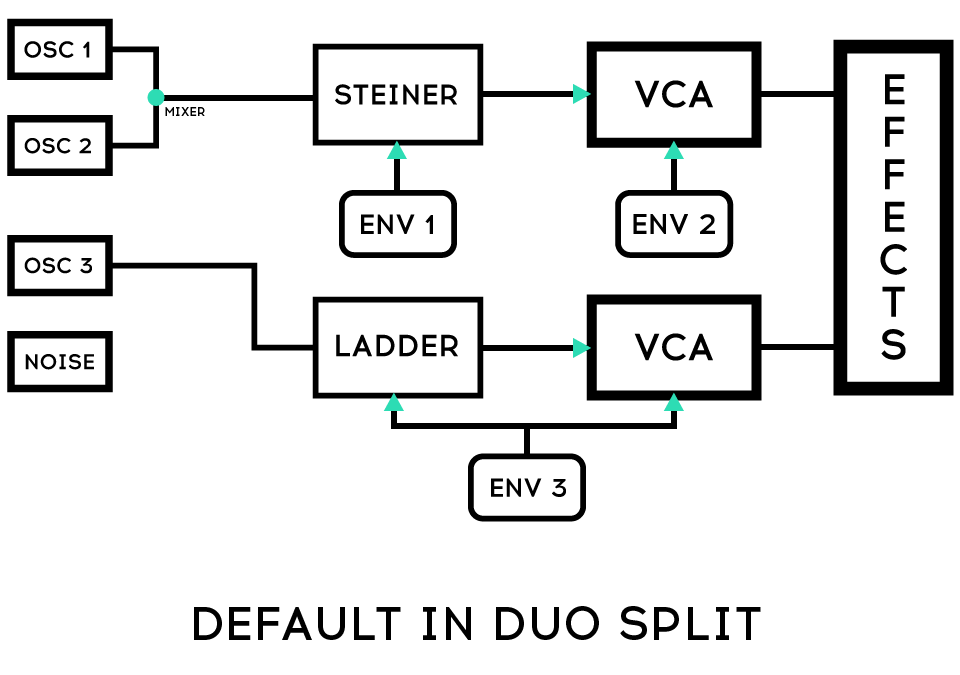 OSC 1
MIXER
OSC 2
STEINER
VCA
ENV 1
ENV 2
OSC 3
NOISE
LADDER
VCA
ENV 3
EFFECTS
DEFAULT IN DUO SPLIT